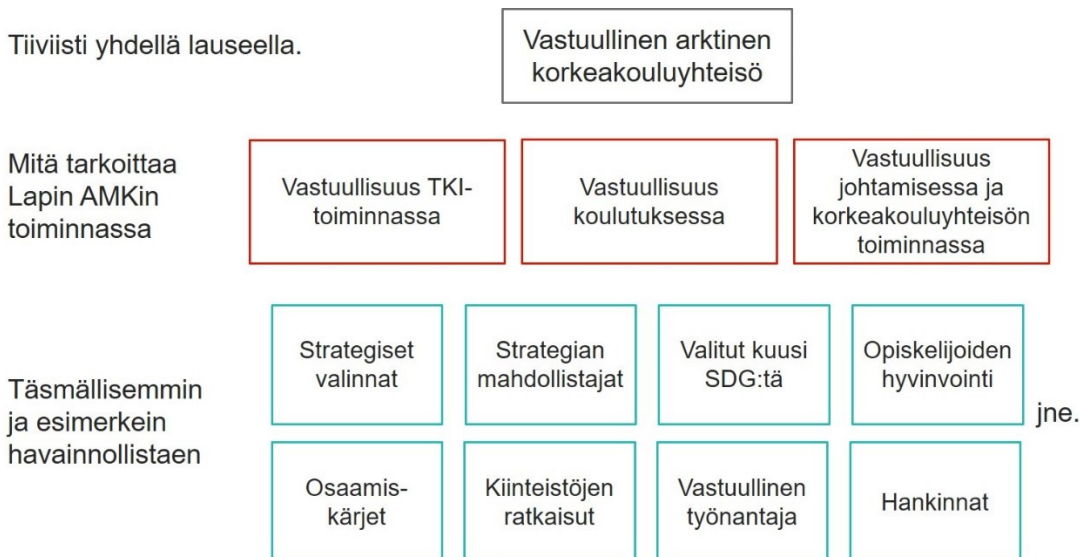 Tiiviisti yhdellä lauseella.
Vastuullinen arktinen
korkeakouluyhteisö
Mitä tarkoittaa
Lapin AMKin
toiminnassa
Vastuullisuus TKI-
toiminnassa
Vastuullisuus
koulutuksessa
Vastuullisuus
johtamisessa ja
korkeakouluyhteisön
toiminnassa
Täsmällisemmin
ja esimerkein
havainnollistaen
Strategiset
valinnat
Strategian
mahdollistajat
Valitut kuusi
SDG:tä
Opiskelijoiden
hyvinvointi
jne.
Osaamis-
kärjet
Kiinteistöjen
ratkaisut
Vastuullinen
työnantaja
Hankinnat